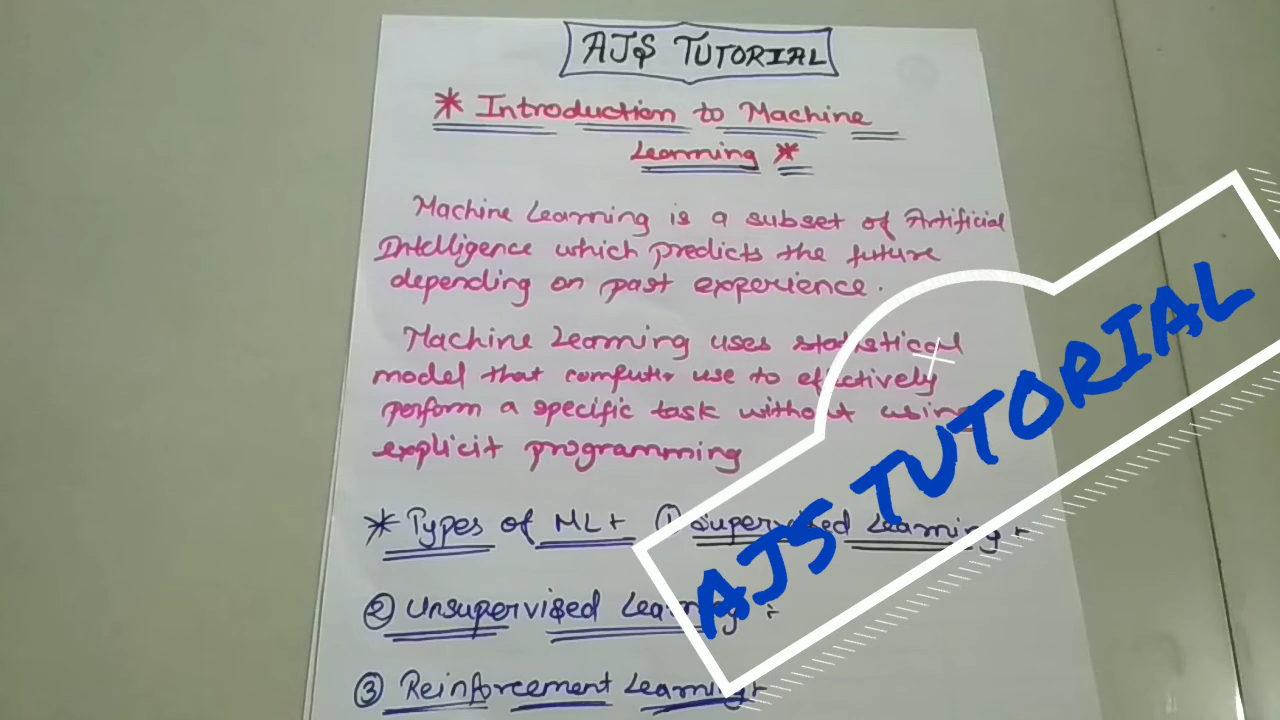 AJS TUTORIAL
* Introduction to Machine
Learning *
Machine Learning is a subset of Artificial
Intelligence which predicts the future
depending on past experience.
Machine Learning uses statistical
model that computer use to effectively
perform a specific task without using
explicit programming
* Types of ML ① Supervised Learning
② Unsupervised Learning :
③ Reinforcement Learning
AJS TUTORIAL